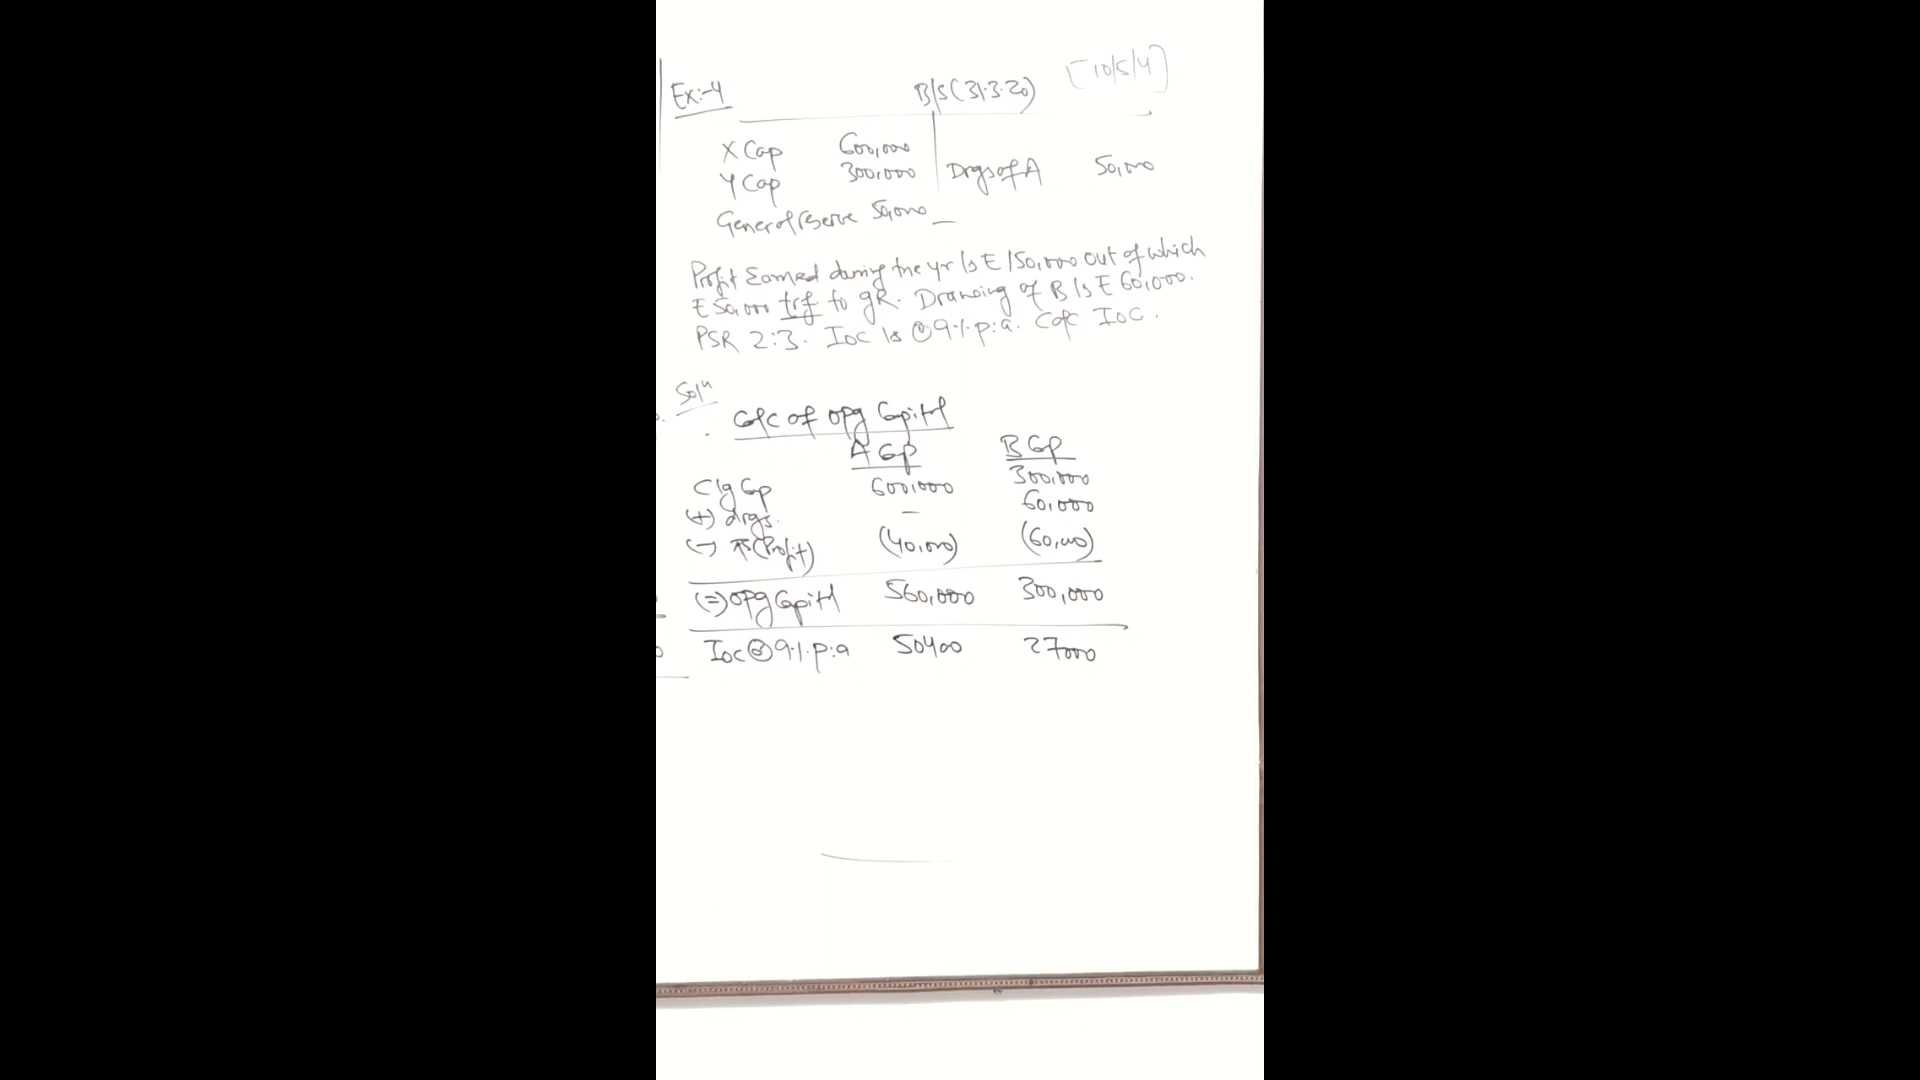 Ex:-4 B/S (31.3.20) [10/5/4]
X Cap 600,000
Y Cap 300,000 Drgs of A 50,000
General reserve 50,000
Profit Earned during the yr is ₹ 150,000 out of which
₹ 50,000 trf to gR. Drawing of B is ₹ 60,000.
PSR 2:3. IOC is @ 9.1. p.a. Calc IOC.
Solⁿ
Calc of opg Capital
A Cap B Cap
Clg Cap 600,000 300,000
(+) drgs. - 60,000
(-) (Profit) (40,000) (60,000)
(=) opg Capital 560,000 300,000
IOC @ 9.1. p.a 50400 27000